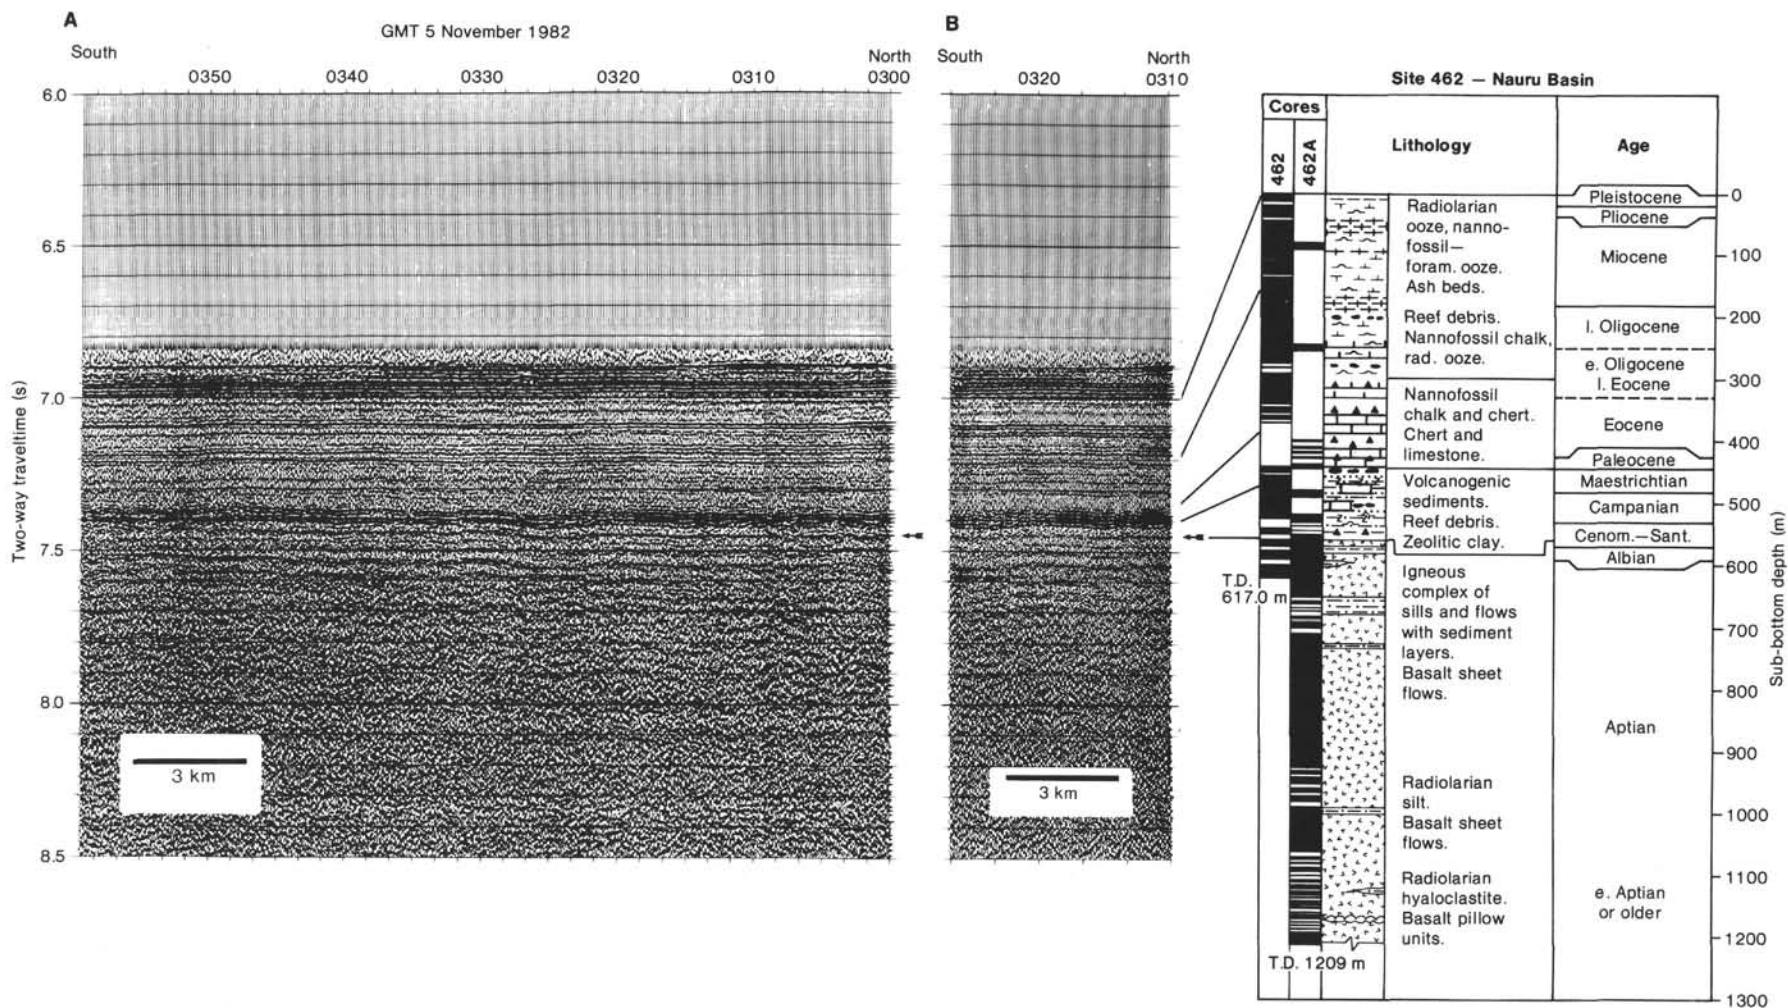 A
GMT 5 November 1982
South
North
0350 0340 0330 0320 0310 0300
6.0
6.5
7.0
7.5
8.0
8.5
Two-way traveltime (s)
3 km
B
South
North
0320 0310
3 km
Site 462 — Nauru Basin
Cores
462
462A
Lithology
Age
Radiolarian
ooze, nanno-
fossil—
foram. ooze.
Ash beds.
Reef debris.
Nannofossil chalk,
rad. ooze.
Nannofossil
chalk and chert.
Chert and
limestone.
Volcanogenic
sediments.
Reef debris.
Zeolitic clay.
Igneous
complex of
sills and flows
with sediment
layers.
Basalt sheet
flows.
Radiolarian
silt.
Basalt sheet
flows.
Radiolarian
hyaloclastite.
Basalt pillow
units.
Pleistocene
Pliocene
Miocene
l. Oligocene
e. Oligocene
l. Eocene
Eocene
Paleocene
Maestrichtian
Campanian
Cenom.—Sant.
Albian
Aptian
e. Aptian
or older
T.D.
617.0 m
T.D. 1209 m
0
100
200
300
400
500
600
700
800
900
1000
1100
1200
1300
Sub-bottom depth (m)